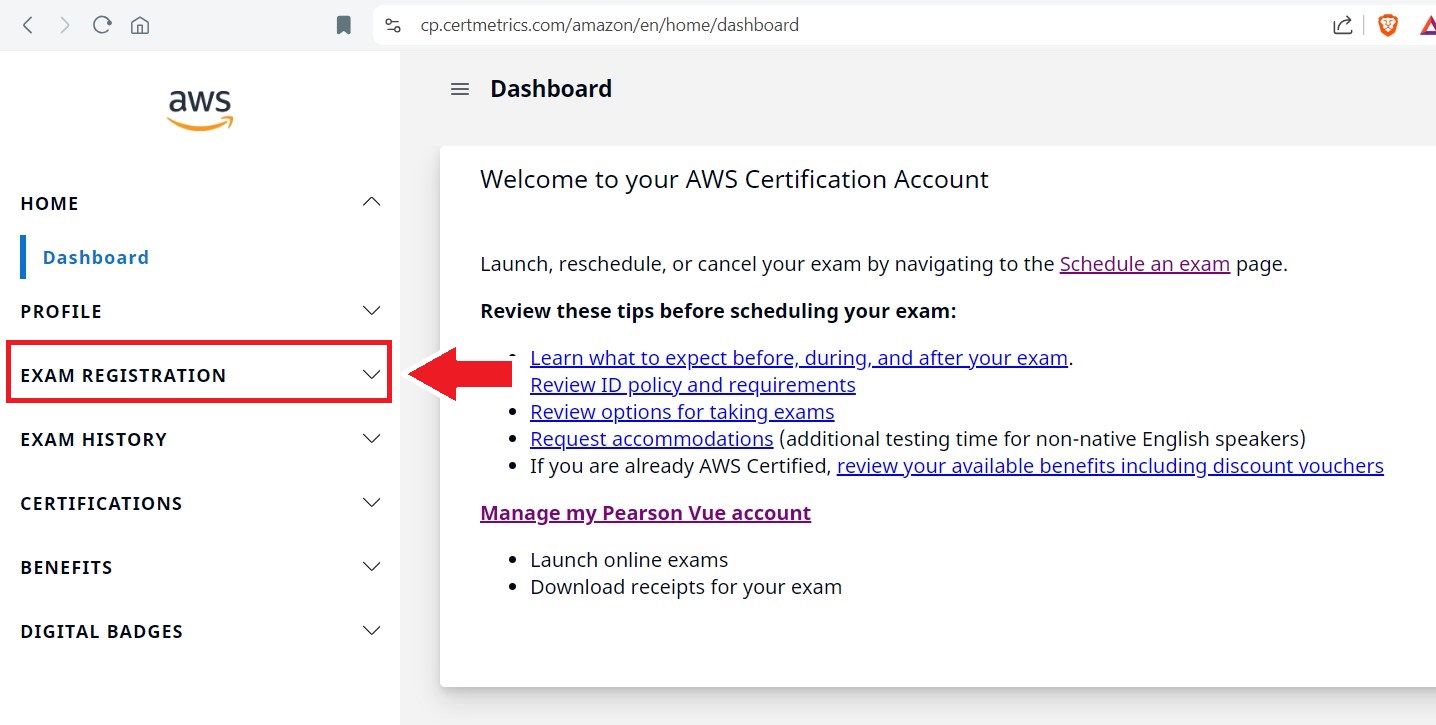 cp.certmetrics.com/amazon/en/home/dashboard
aws
HOME
Dashboard
PROFILE
EXAM REGISTRATION
EXAM HISTORY
CERTIFICATIONS
BENEFITS
DIGITAL BADGES
Dashboard
Welcome to your AWS Certification Account
Launch, reschedule, or cancel your exam by navigating to the Schedule an exam page.
Review these tips before scheduling your exam:
Learn what to expect before, during, and after your exam.
Review ID policy and requirements
Review options for taking exams
Request accommodations (additional testing time for non-native English speakers)
If you are already AWS Certified, review your available benefits including discount vouchers
Manage my Pearson Vue account
Launch online exams
Download receipts for your exam